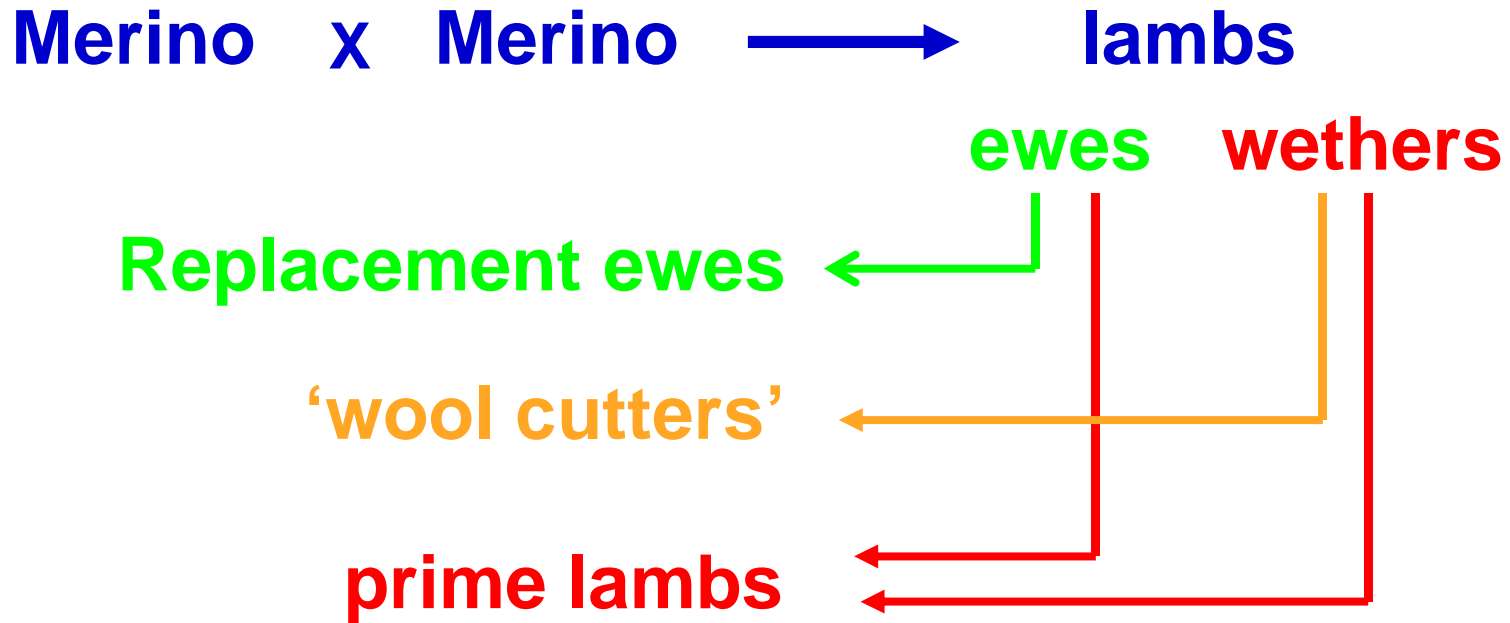 Merino X Merino lambs
ewes wethers
Replacement ewes
‘wool cutters’
prime lambs